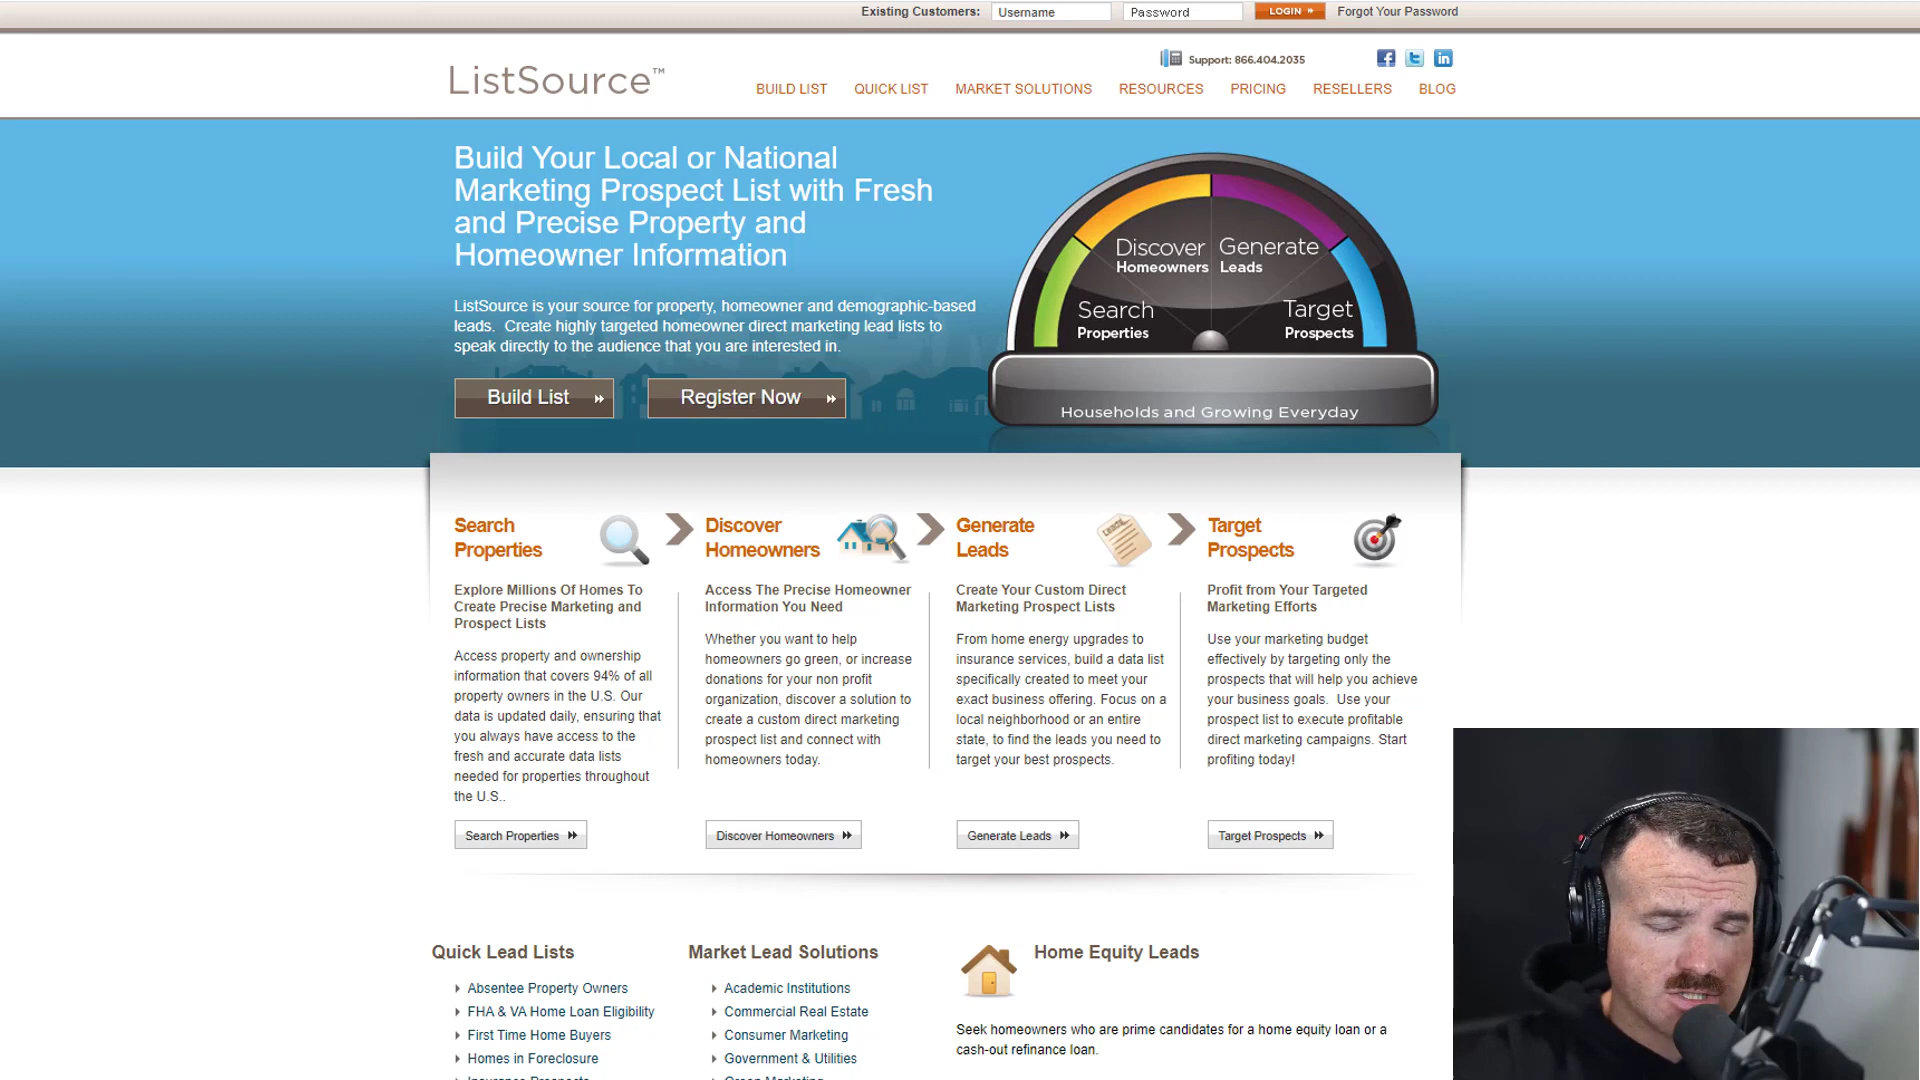 Existing Customers: Username Password LOGIN Forgot Your Password
Support: 866.404.2035
ListSource™
BUILD LIST QUICK LIST MARKET SOLUTIONS RESOURCES PRICING RESELLERS BLOG
Build Your Local or National
Marketing Prospect List with Fresh
and Precise Property and
Homeowner Information
ListSource is your source for property, homeowner and demographic-based
leads. Create highly targeted homeowner direct marketing lead lists to
speak directly to the audience that you are interested in.
Build List
Register Now
Discover
Homeowners
Generate
Leads
Search
Properties
Target
Prospects
Households and Growing Everyday
Search
Properties
Explore Millions Of Homes To
Create Precise Marketing and
Prospect Lists
Access property and ownership
information that covers 94% of all
property owners in the U.S. Our
data is updated daily, ensuring that
you always have access to the
fresh and accurate data lists
needed for properties throughout
the U.S..
Search Properties
Discover
Homeowners
Access The Precise Homeowner
Information You Need
Whether you want to help
homeowners go green, or increase
donations for your non profit
organization, discover a solution to
create a custom direct marketing
prospect list and connect with
homeowners today.
Discover Homeowners
Generate
Leads
Create Your Custom Direct
Marketing Prospect Lists
From home energy upgrades to
insurance services, build a data list
specifically created to meet your
exact business offering. Focus on a
local neighborhood or an entire
state, to find the leads you need to
target your best prospects.
Generate Leads
Target
Prospects
Profit from Your Targeted
Marketing Efforts
Use your marketing budget
effectively by targeting only the
prospects that will help you achieve
your business goals. Use your
prospect list to execute profitable
direct marketing campaigns. Start
profiting today!
Target Prospects
Quick Lead Lists
Absentee Property Owners
FHA & VA Home Loan Eligibility
First Time Home Buyers
Homes in Foreclosure
Insurance Prospects
Market Lead Solutions
Academic Institutions
Commercial Real Estate
Consumer Marketing
Government & Utilities
Green Marketing
Home Equity Leads
Seek homeowners who are prime candidates for a home equity loan or a
cash-out refinance loan.